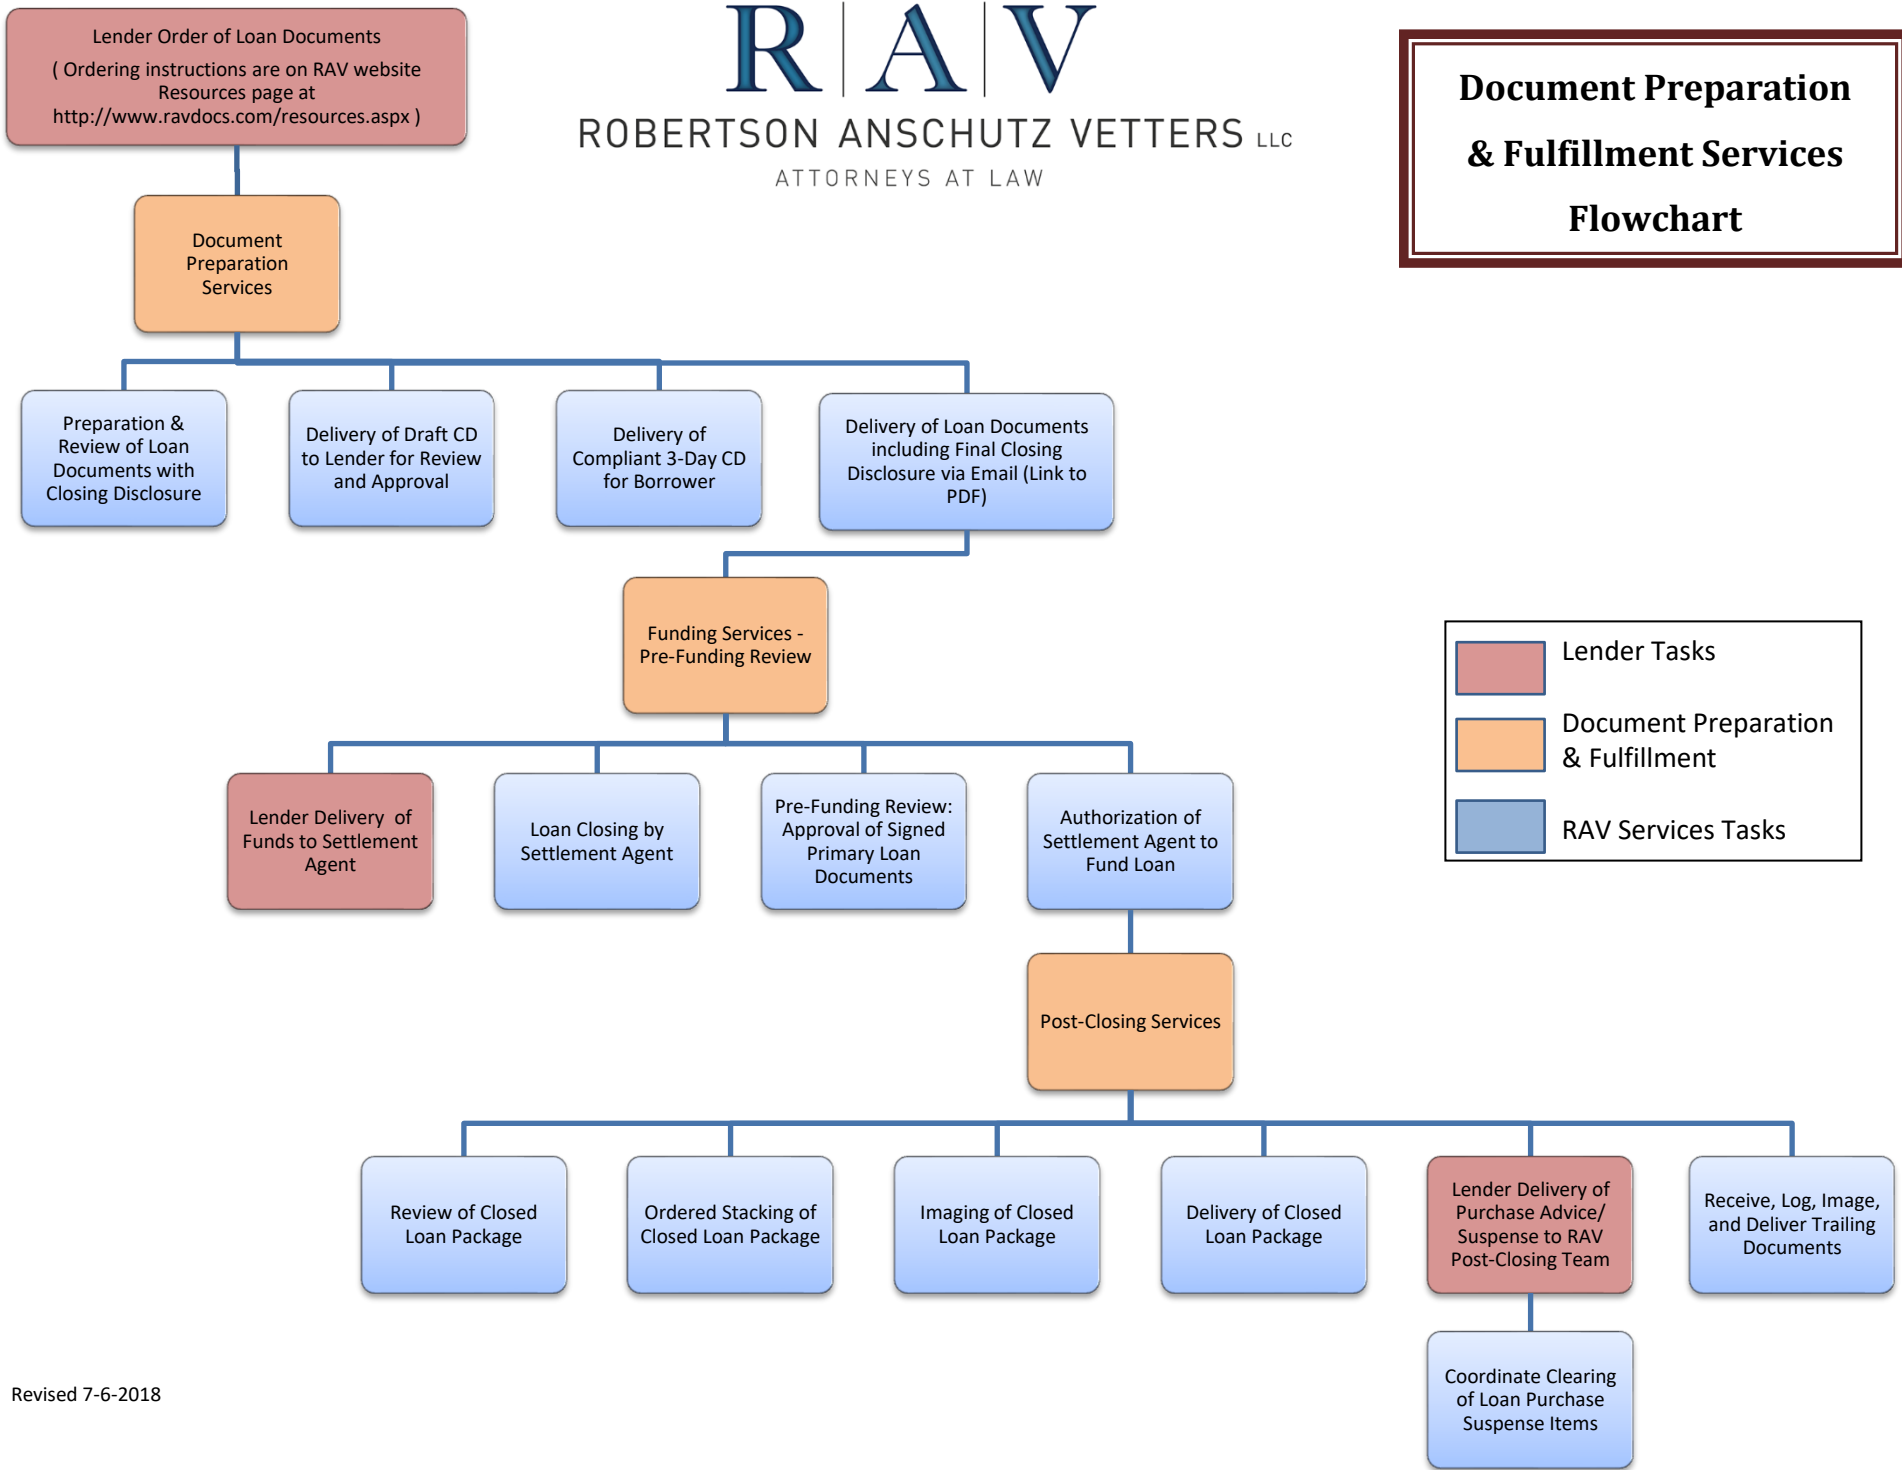 Lender Order of Loan Documents
( Ordering instructions are on RAV website
Resources page at
http://www.ravdocs.com/resources.aspx )
R|A|V
ROBERTSON ANSCHUTZ VETTERS LLC
ATTORNEYS AT LAW
Document Preparation
& Fulfillment Services
Flowchart
Document
Preparation
Services
Preparation &
Review of Loan
Documents with
Closing Disclosure
Delivery of Draft CD
to Lender for Review
and Approval
Delivery of
Compliant 3-Day CD
for Borrower
Delivery of Loan Documents
including Final Closing
Disclosure via Email (Link to
PDF)
Funding Services -
Pre-Funding Review
Lender Tasks
Document Preparation
& Fulfillment
RAV Services Tasks
Lender Delivery of
Funds to Settlement
Agent
Loan Closing by
Settlement Agent
Pre-Funding Review:
Approval of Signed
Primary Loan
Documents
Authorization of
Settlement Agent to
Fund Loan
Post-Closing Services
Review of Closed
Loan Package
Ordered Stacking of
Closed Loan Package
Imaging of Closed
Loan Package
Delivery of Closed
Loan Package
Lender Delivery of
Purchase Advice/
Suspense to RAV
Post-Closing Team
Receive, Log, Image,
and Deliver Trailing
Documents
Coordinate Clearing
of Loan Purchase
Suspense Items
Revised 7-6-2018